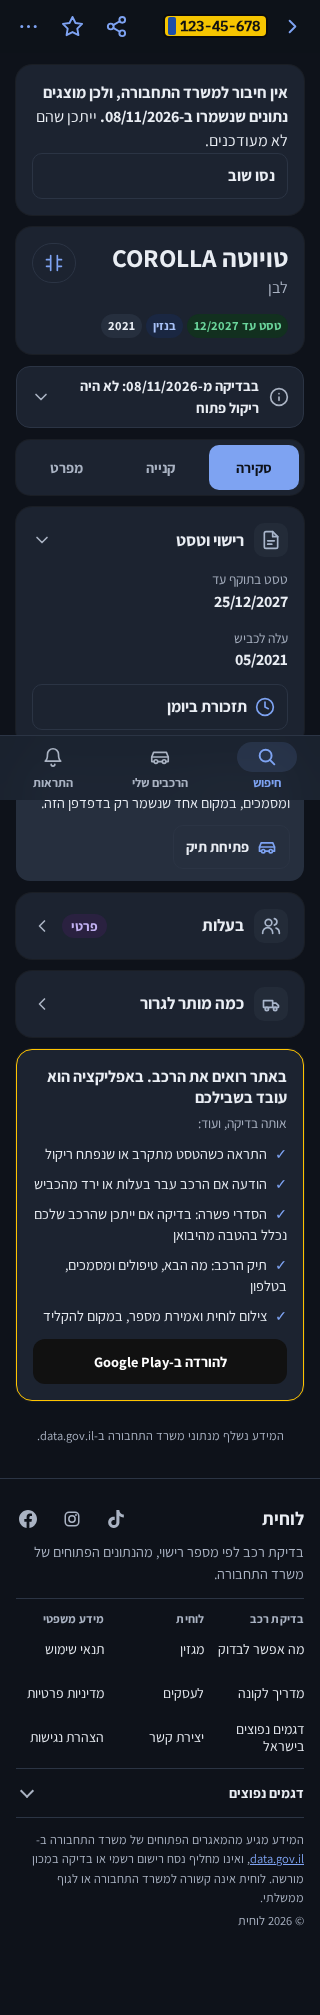 123-45-678
אין חיבור למשרד התחבורה, ולכן מוצגים
נתונים שנשמרו ב-08/11/2026. ייתכן שהם
לא מעודכנים.
נסו שוב
טויוטה COROLLA
לבן
טסט עד 12/2027
בנזין
2021
בבדיקה מ-08/11/2026: לא היה
ריקול פתוח
סקירה
קנייה
מפרט
רישוי וטסט
טסט בתוקף עד
25/12/2027
עלה לכביש
05/2021
תזכורת ביומן
חיפוש
הרכבים שלי
התראות
ומסמכים, במקום אחד שנשמר רק בדפדפן הזה.
פתיחת תיק
בעלות
פרטי
כמה מותר לגרור
באתר רואים את הרכב. באפליקציה הוא
עובד בשבילכם
אותה בדיקה, ועוד:
✓ התראה כשהטסט מתקרב או שנפתח ריקול
✓ הודעה אם הרכב עבר בעלות או ירד מהכביש
✓ הסדרי פשרה: בדיקה אם ייתכן שהרכב שלכם
נכלל בהטבה מהיבואן
✓ תיק הרכב: מה הבא, טיפולים ומסמכים,
בטלפון
✓ צילום לוחית ואמירת מספר, במקום להקליד
להורדה ב-Google Play
המידע נשלף מנתוני משרד התחבורה ב-data.gov.il.
לוחית
בדיקת רכב לפי מספר רישוי, מהנתונים הפתוחים של
משרד התחבורה.
בדיקת רכב
לוחית
מידע משפטי
מה אפשר לבדוק
מגזין
תנאי שימוש
מדריך לקונה
לעסקים
מדיניות פרטיות
דגמים נפוצים
בישראל
יצירת קשר
הצהרת נגישות
דגמים נפוצים
המידע מגיע מהמאגרים הפתוחים של משרד התחבורה ב-
data.gov.il, ואינו מחליף נסח רישום רשמי או בדיקה במכון
מורשה. לוחית אינה קשורה למשרד התחבורה או לגוף
ממשלתי.
© 2026 לוחית